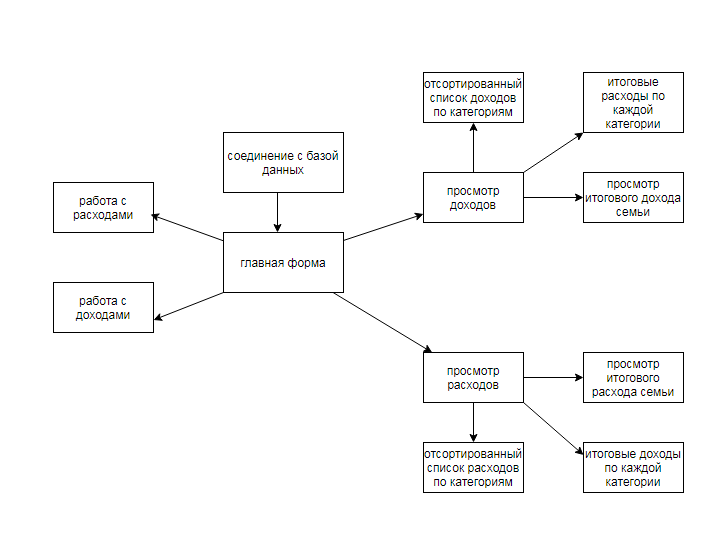 отсортированный
список доходов
по категориям
итоговые
расходы по
каждой
категории
соединение с базой
данных
работа с
расходами
просмотр
доходов
просмотр
итогового дохода
семьи
главная форма
работа с
доходами
просмотр
расходов
просмотр
итогового
расхода семьи
отсортированный
список расходов
по категориям
итоговые доходы
по каждой
категории